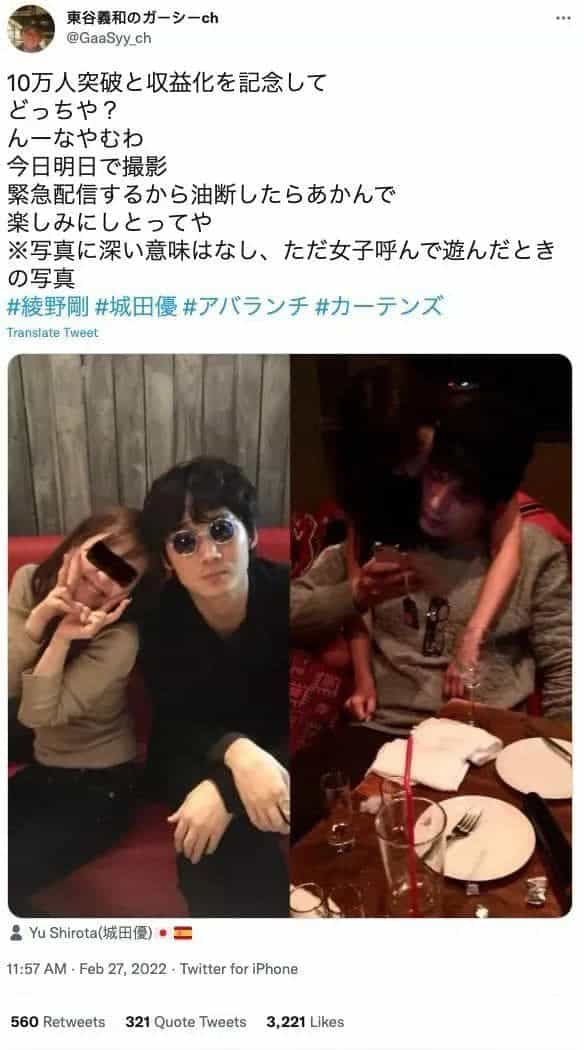 東谷義和のガーシーch
@GaaSyy_ch
10万人突破と収益化を記念して
どっちや？
んーなやむわ
今日明日で撮影
緊急配信するから油断したらあかんで
楽しみにしとってや
※写真に深い意味はなし、ただ女子呼んで遊んだとき
の写真
#綾野剛 #城田優 #アバランチ #カーテンズ
Translate Tweet
Yu Shirota(城田優)🇯🇵🇪🇸
11:57 AM · Feb 27, 2022 · Twitter for iPhone
560 Retweets 321 Quote Tweets 3,221 Likes